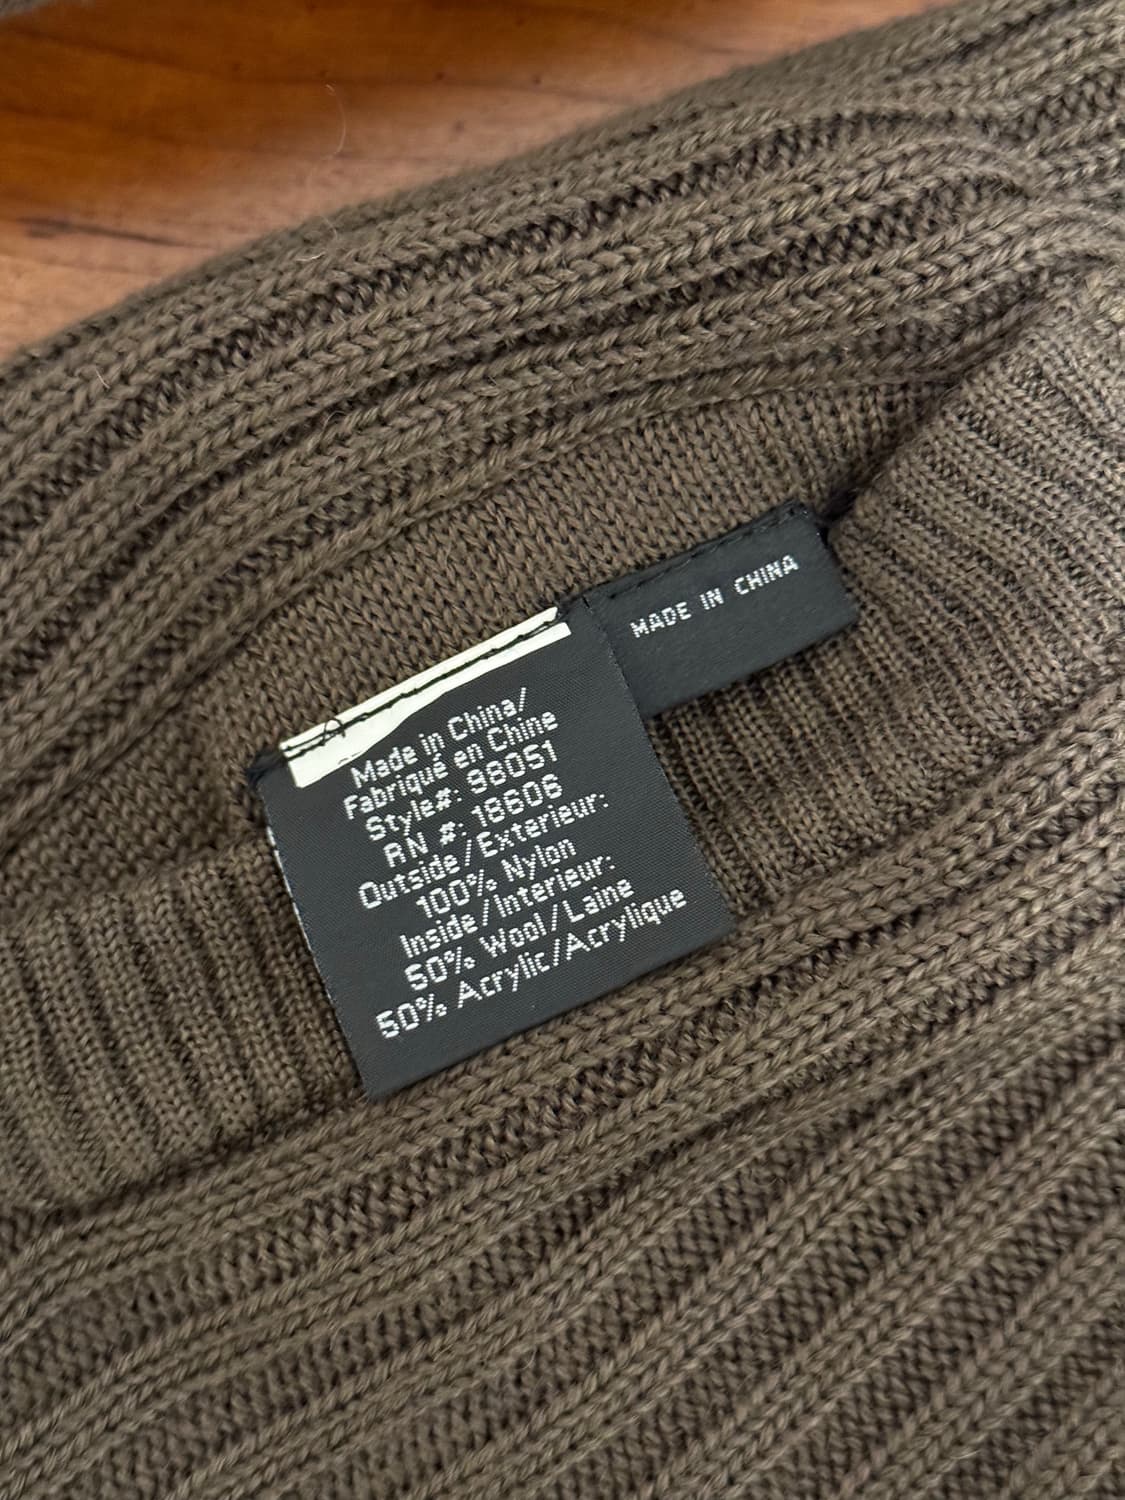 MADE IN CHINA
Made in China/
Fabriqué en Chine
Style#: 98051
RN #: 18606
Outside/Exterieur:
100% Nylon
Inside/Interieur:
50% Wool/Laine
50% Acrylic/Acrylique